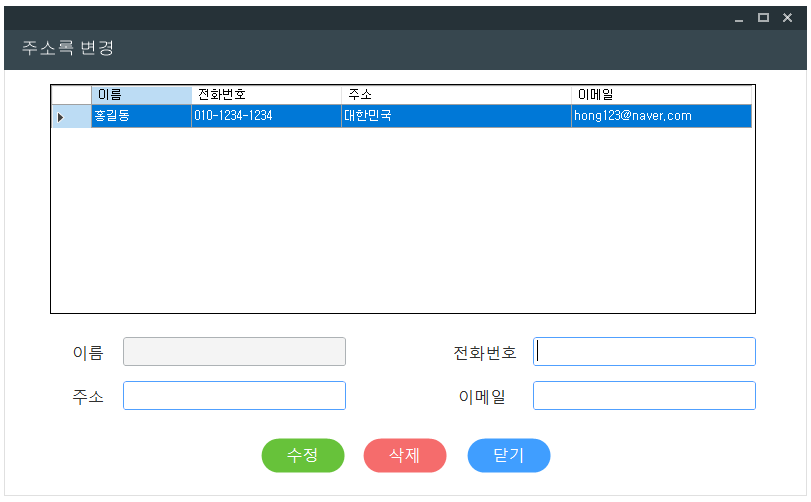 주소록 변경
이름 전화번호 주소 이메일
홍길동 010-1234-1234 대한민국 hong123@naver.com
이름 전화번호
주소 이메일
수정 삭제 닫기